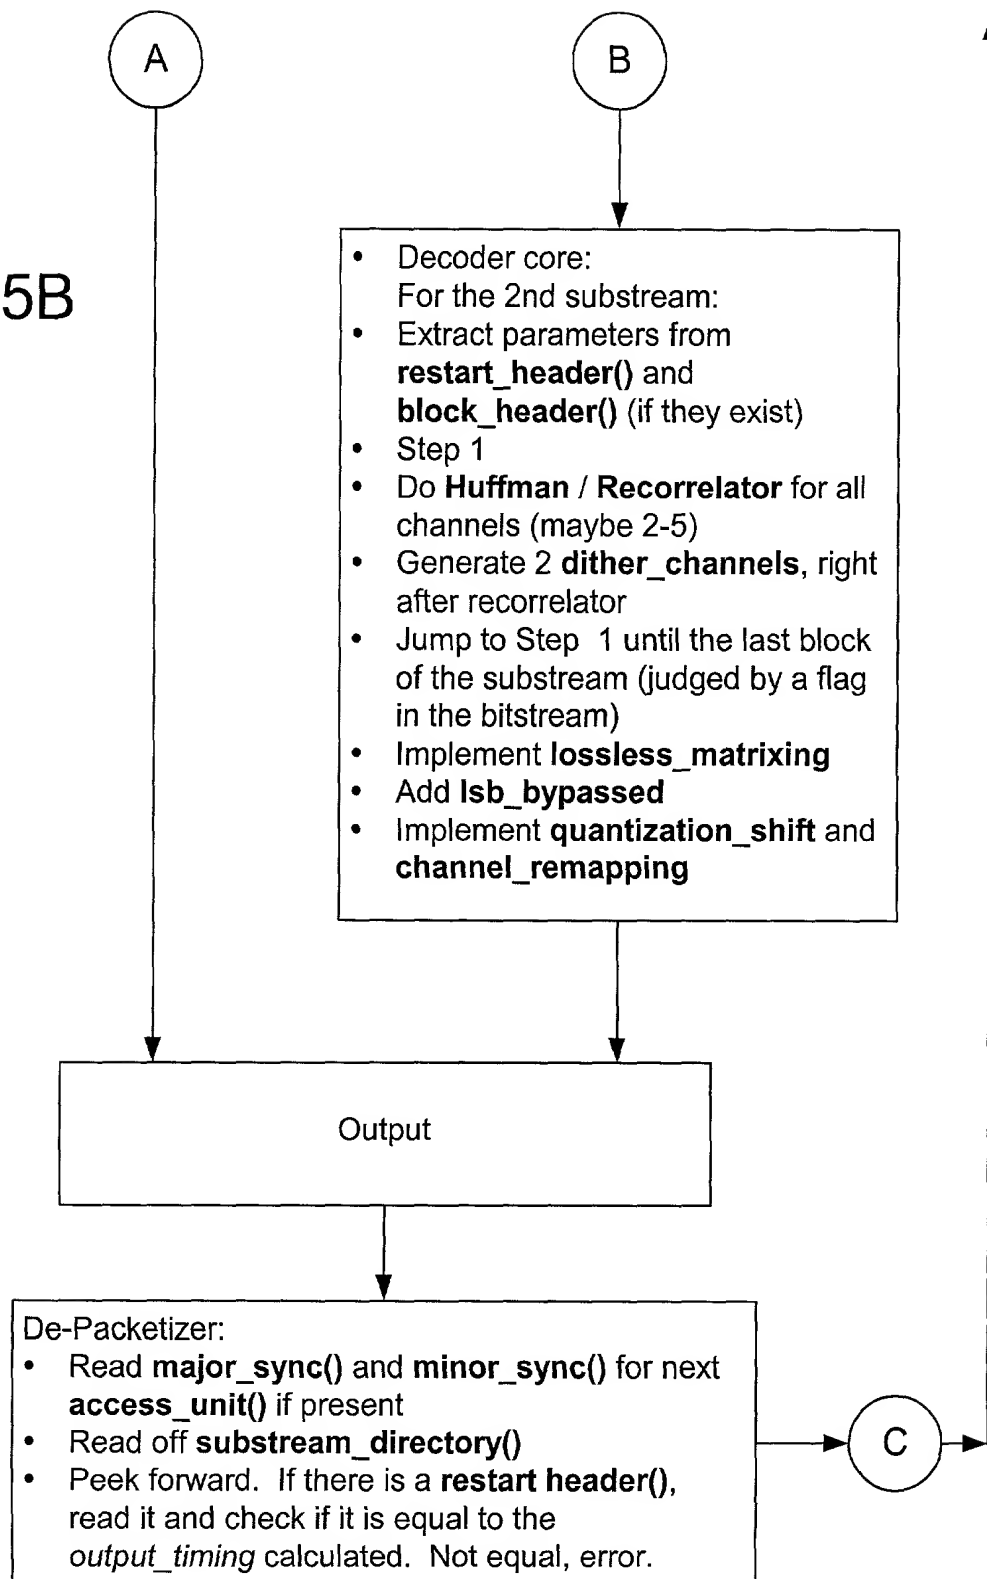 A
B
5B
• Decoder core:
For the 2nd substream:
• Extract parameters from
restart_header() and
block_header() (if they exist)
• Step 1
• Do Huffman / Recorrelator for all
channels (maybe 2-5)
• Generate 2 dither_channels, right
after recorrelator
• Jump to Step 1 until the last block
of the substream (judged by a flag
in the bitstream)
• Implement lossless_matrixing
• Add lsb_bypassed
• Implement quantization_shift and
channel_remapping
Output
De-Packetizer:
• Read major_sync() and minor_sync() for next
access_unit() if present
• Read off substream_directory()
• Peek forward. If there is a restart header(),
read it and check if it is equal to the
output_timing calculated. Not equal, error.
C